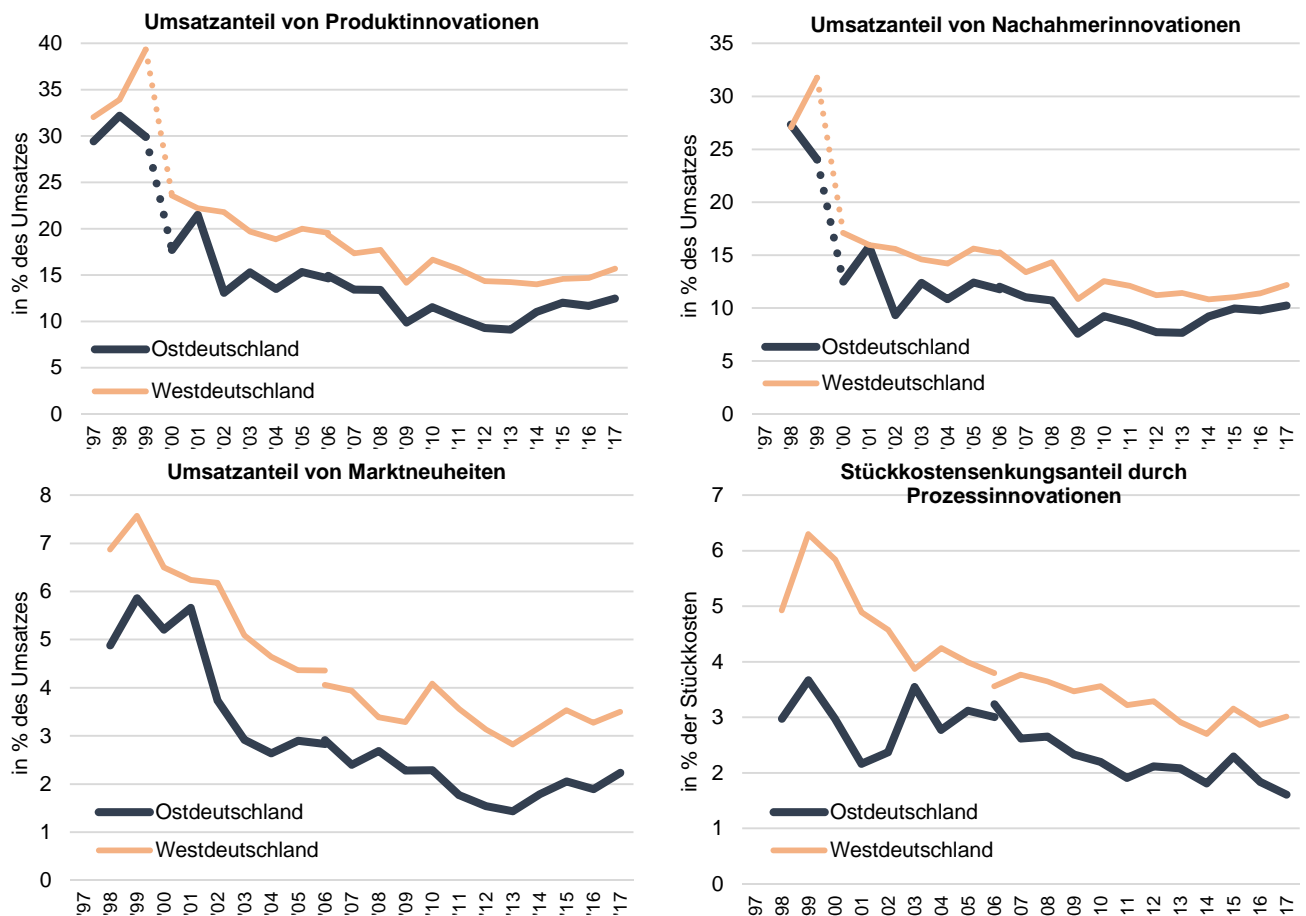 Umsatzanteil von Produktinnovationen
in % des Umsatzes
40
35
30
25
20
15
10
5
0
Ostdeutschland
Westdeutschland
'97 '98 '99 '00 '01 '02 '03 '04 '05 '06 '07 '08 '09 '10 '11 '12 '13 '14 '15 '16 '17
Umsatzanteil von Nachahmerinnovationen
in % des Umsatzes
35
30
25
20
15
10
5
0
Ostdeutschland
Westdeutschland
'97 '98 '99 '00 '01 '02 '03 '04 '05 '06 '07 '08 '09 '10 '11 '12 '13 '14 '15 '16 '17
Umsatzanteil von Marktneuheiten
in % des Umsatzes
8
7
6
5
4
3
2
1
0
Ostdeutschland
Westdeutschland
'97 '98 '99 '00 '01 '02 '03 '04 '05 '06 '07 '08 '09 '10 '11 '12 '13 '14 '15 '16 '17
Stückkostensenkungsanteil durch
Prozessinnovationen
in % der Stückkosten
7
6
5
4
3
2
1
0
Ostdeutschland
Westdeutschland
97 98 99 00 01 02 03 04 05 06 07 08 09 10 11 12 13 14 15 16 17